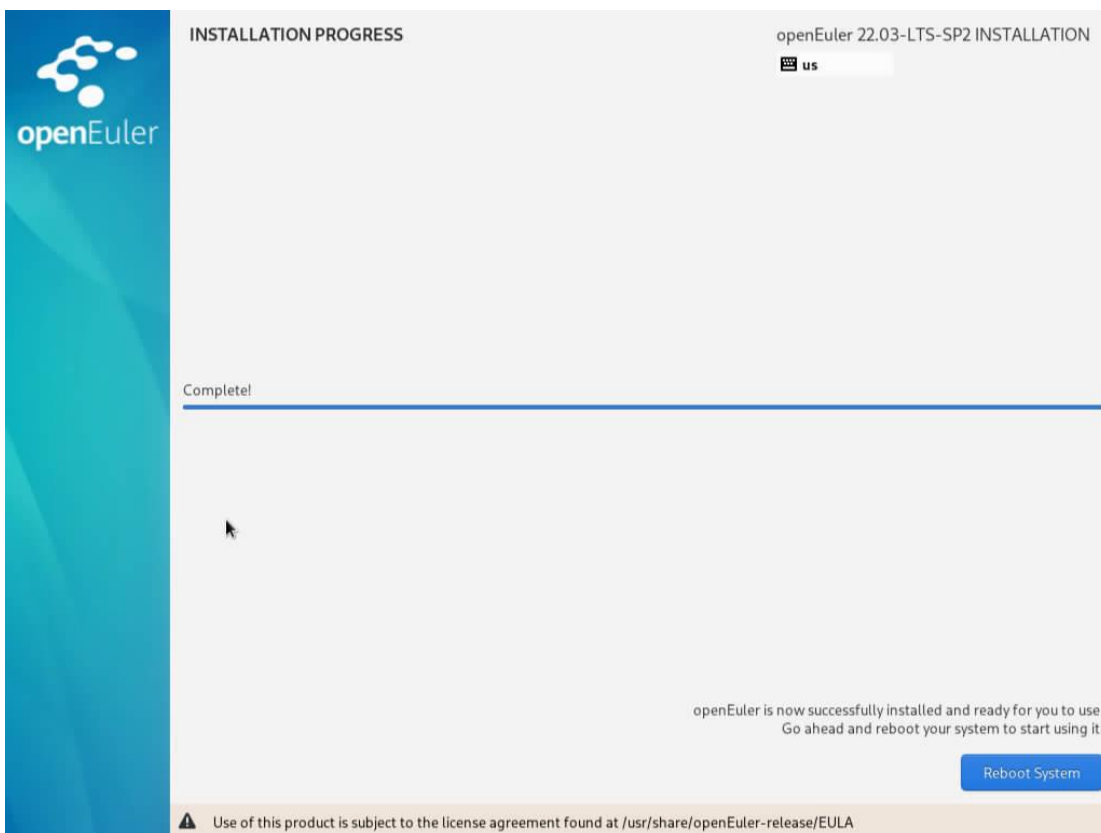 openEuler
INSTALLATION PROGRESS
openEuler 22.03-LTS-SP2 INSTALLATION
us
Complete!
openEuler is now successfully installed and ready for you to use
Go ahead and reboot your system to start using it
Reboot System
Use of this product is subject to the license agreement found at /usr/share/openEuler-release/EULA